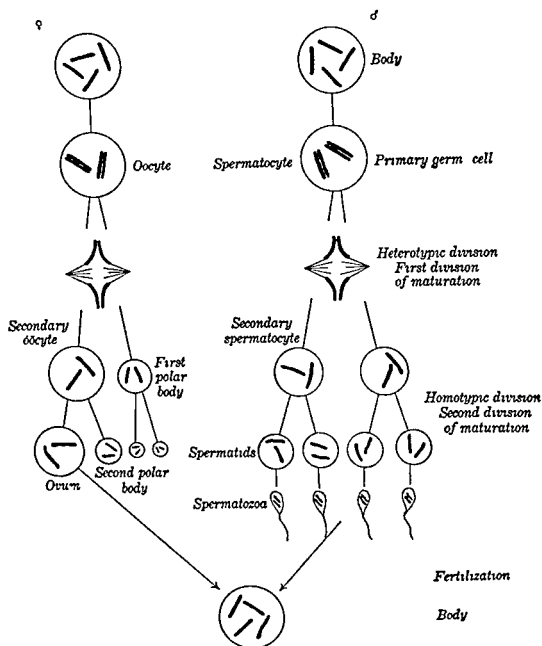 ♀
♂
Body
Oocyte
Spermatocyte
Primary germ cell
Heterotypic division
First division
of maturation
Secondary
oöcyte
First
polar
body
Secondary
spermatocyte
Homotypic division
Second division
of maturation
Ovum
Second polar
body
Spermatids
Spermatozoa
Fertilization
Body